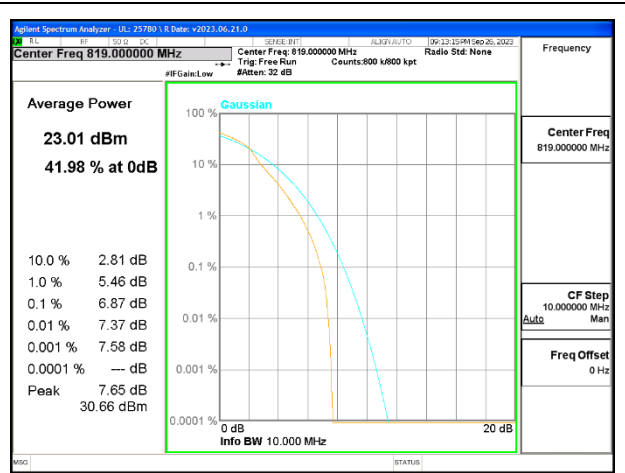 Agilent Spectrum Analyzer - UL: 25780 \ R Date: v2023.06.21.0
RL RF 50 Ω DC SENSE:INT ALIGN AUTO 09:13:15 PM Sep 26, 2023
Center Freq 819.000000 MHz
Center Freq: 819.000000 MHz Radio Std: None
Trig: Free Run Counts:800 k/800 kpt
#IFGain:Low #Atten: 32 dB
Frequency
Average Power
23.01 dBm
41.98 % at 0dB
10.0 % 2.81 dB
1.0 % 5.46 dB
0.1 % 6.87 dB
0.01 % 7.37 dB
0.001 % 7.58 dB
0.0001 % --- dB
Peak 7.65 dB
30.66 dBm
Gaussian
100 %
10 %
1 %
0.1 %
0.01 %
0.001 %
0.0001 %
0 dB 20 dB
Info BW 10.000 MHz
Center Freq
819.000000 MHz
CF Step
10.000000 MHz
Auto Man
Freq Offset
0 Hz
MSG STATUS